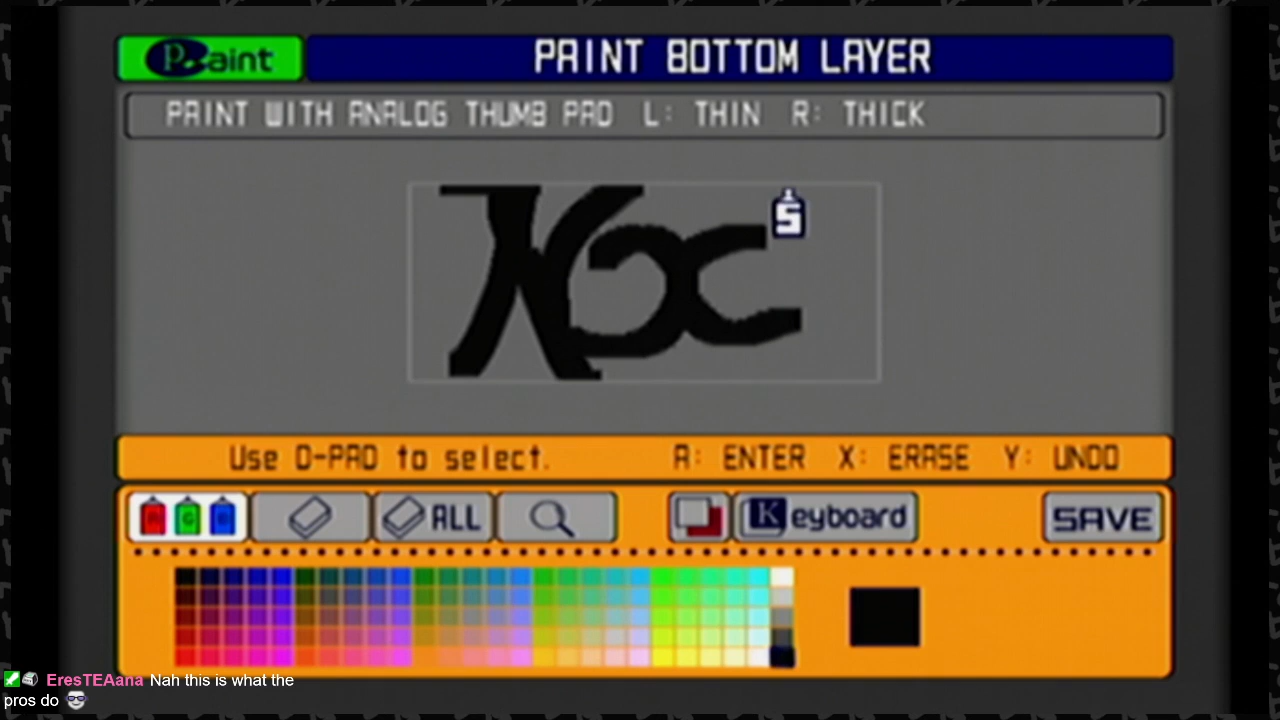 Paint
PAINT BOTTOM LAYER
PAINT WITH ANALOG THUMB PAD L: THIN R: THICK
S
Use D-PAD to select. A: ENTER X: ERASE Y: UNDO
R G B ALL Keyboard SAVE
EresTEAana Nah this is what the
pros do